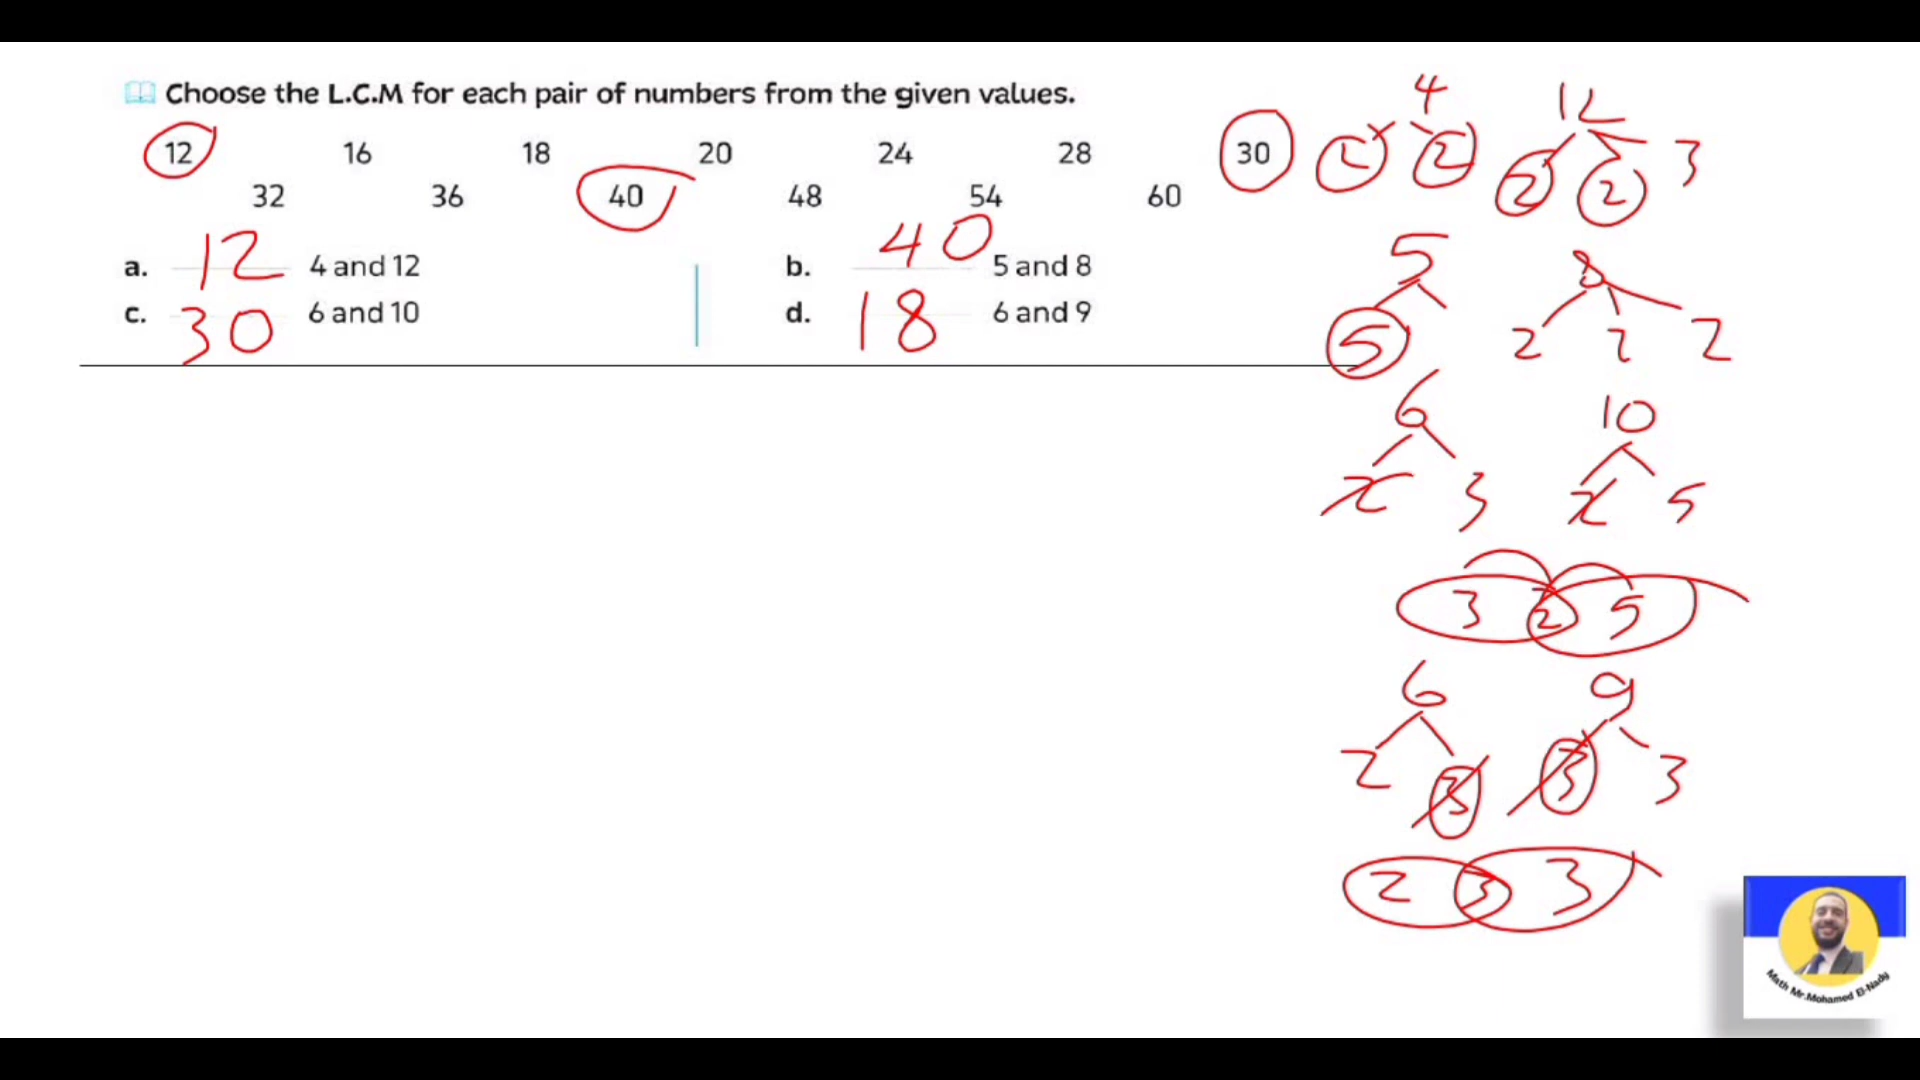 Choose the L.C.M for each pair of numbers from the given values.
12 16 18 20 24 28 30
32 36 40 48 54 60
a. 12 4 and 12 b. 40 5 and 8
c. 30 6 and 10 d. 18 6 and 9
4 12
2 2 2 2 3
5 8
5 2 2 2
6 10
2 3 2 5
3 2 5
6 9
2 3 3 3
2 3 3
Math Mr.Mohamed El-Nady